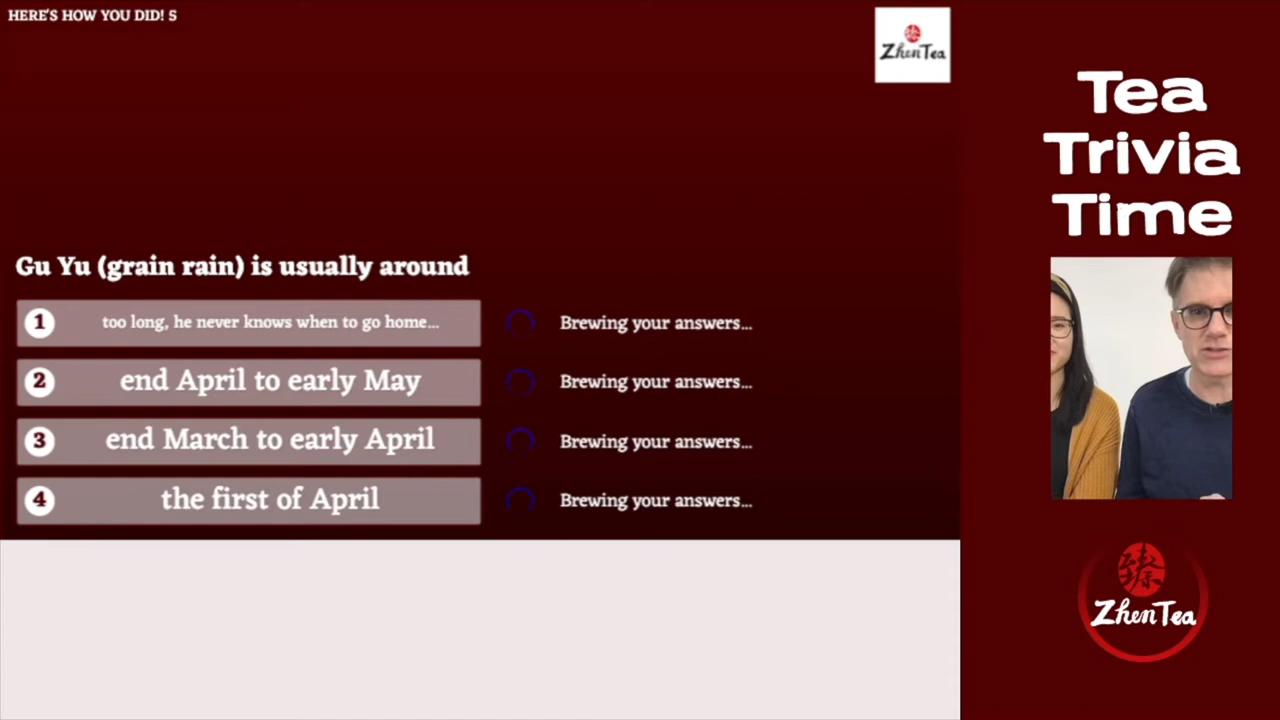 HERE'S HOW YOU DID! 5
ZhenTea
Gu Yu (grain rain) is usually around
1 too long, he never knows when to go home... Brewing your answers...
2 end April to early May Brewing your answers...
3 end March to early April Brewing your answers...
4 the first of April Brewing your answers...
Tea
Trivia
Time
臻
ZhenTea